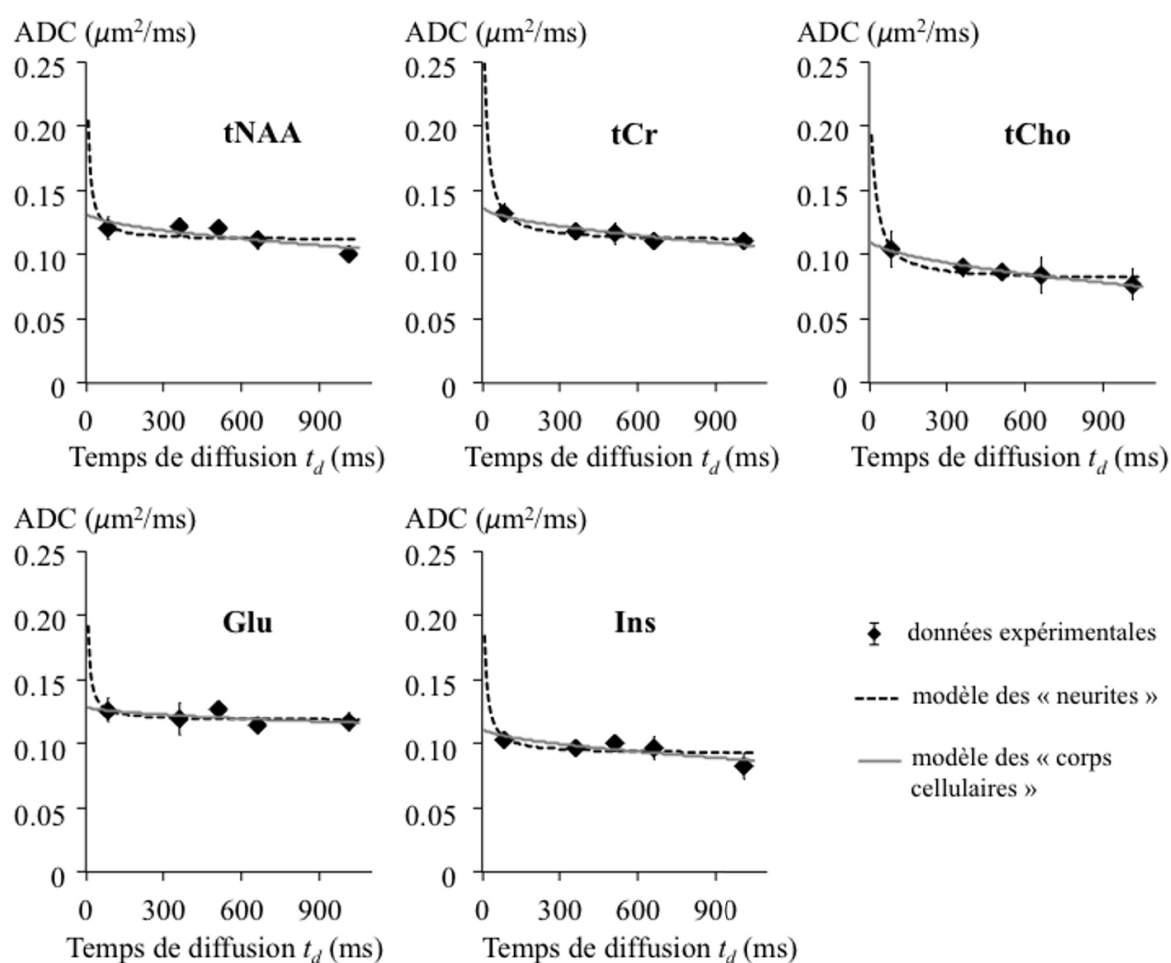 ADC (μm²/ms) ADC (μm²/ms) ADC (μm²/ms)
0.25 0.25 0.25
tNAA tCr tCho
0.20 0.20 0.20
0.15 0.15 0.15
0.10 0.10 0.10
0.05 0.05 0.05
0 0 0
0 300 600 900 0 300 600 900 0 300 600 900
Temps de diffusion t_d (ms) Temps de diffusion t_d (ms) Temps de diffusion t_d (ms)
ADC (μm²/ms) ADC (μm²/ms)
0.25 0.25
0.20 0.20
Glu Ins
0.15 0.15
0.10 0.10
0.05 0.05
0 0
0 300 600 900 0 300 600 900
Temps de diffusion t_d (ms) Temps de diffusion t_d (ms)
données expérimentales
modèle des « neurites »
modèle des « corps
cellulaires »